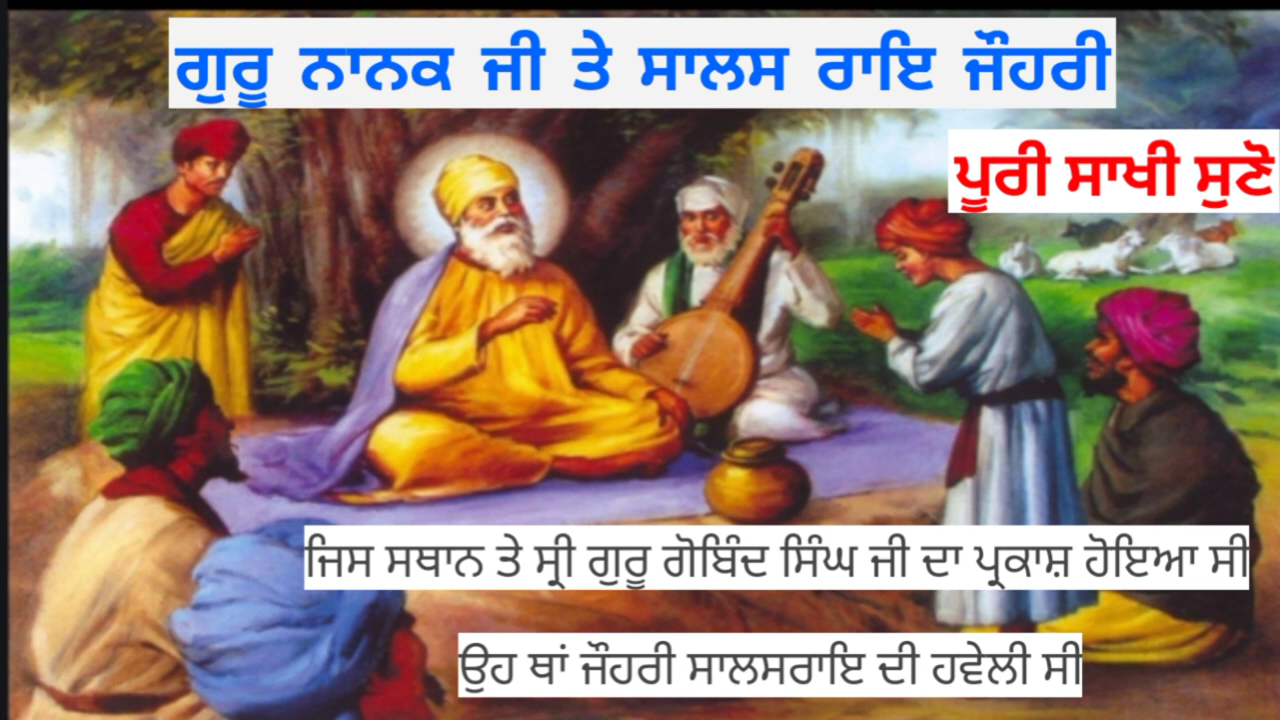 ਗੁਰੂ ਨਾਨਕ ਜੀ ਤੇ ਸਾਲਸ ਰਾਇ ਜੌਹਰੀ
ਪੂਰੀ ਸਾਖੀ ਸੁਣੋ
ਜਿਸ ਸਥਾਨ ਤੇ ਸ੍ਰੀ ਗੁਰੂ ਗੋਬਿੰਦ ਸਿੰਘ ਜੀ ਦਾ ਪ੍ਰਕਾਸ਼ ਹੋਇਆ ਸੀ
ਉਹ ਥਾਂ ਜੌਹਰੀ ਸਾਲਸਰਾਇ ਦੀ ਹਵੇਲੀ ਸੀ